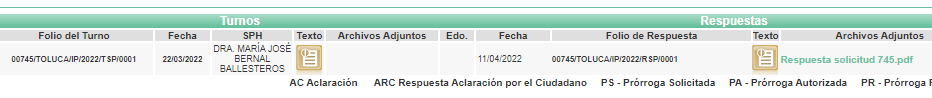 Turnos Respuestas
Folio del Turno Fecha SPH Texto Archivos Adjuntos Edo. Fecha Folio de Respuesta Texto Archivos Adjuntos
00745/TOLUCA/IP/2022/TSP/0001 22/03/2022 DRA. MARÍA JOSÉ
BERNAL
BALLESTEROS 11/04/2022 00745/TOLUCA/IP/2022/RSP/0001 Respuesta solicitud 745.pdf
AC Aclaración ARC Respuesta Aclaración por el Ciudadano PS - Prórroga Solicitada PA - Prórroga Autorizada PR - Prórroga